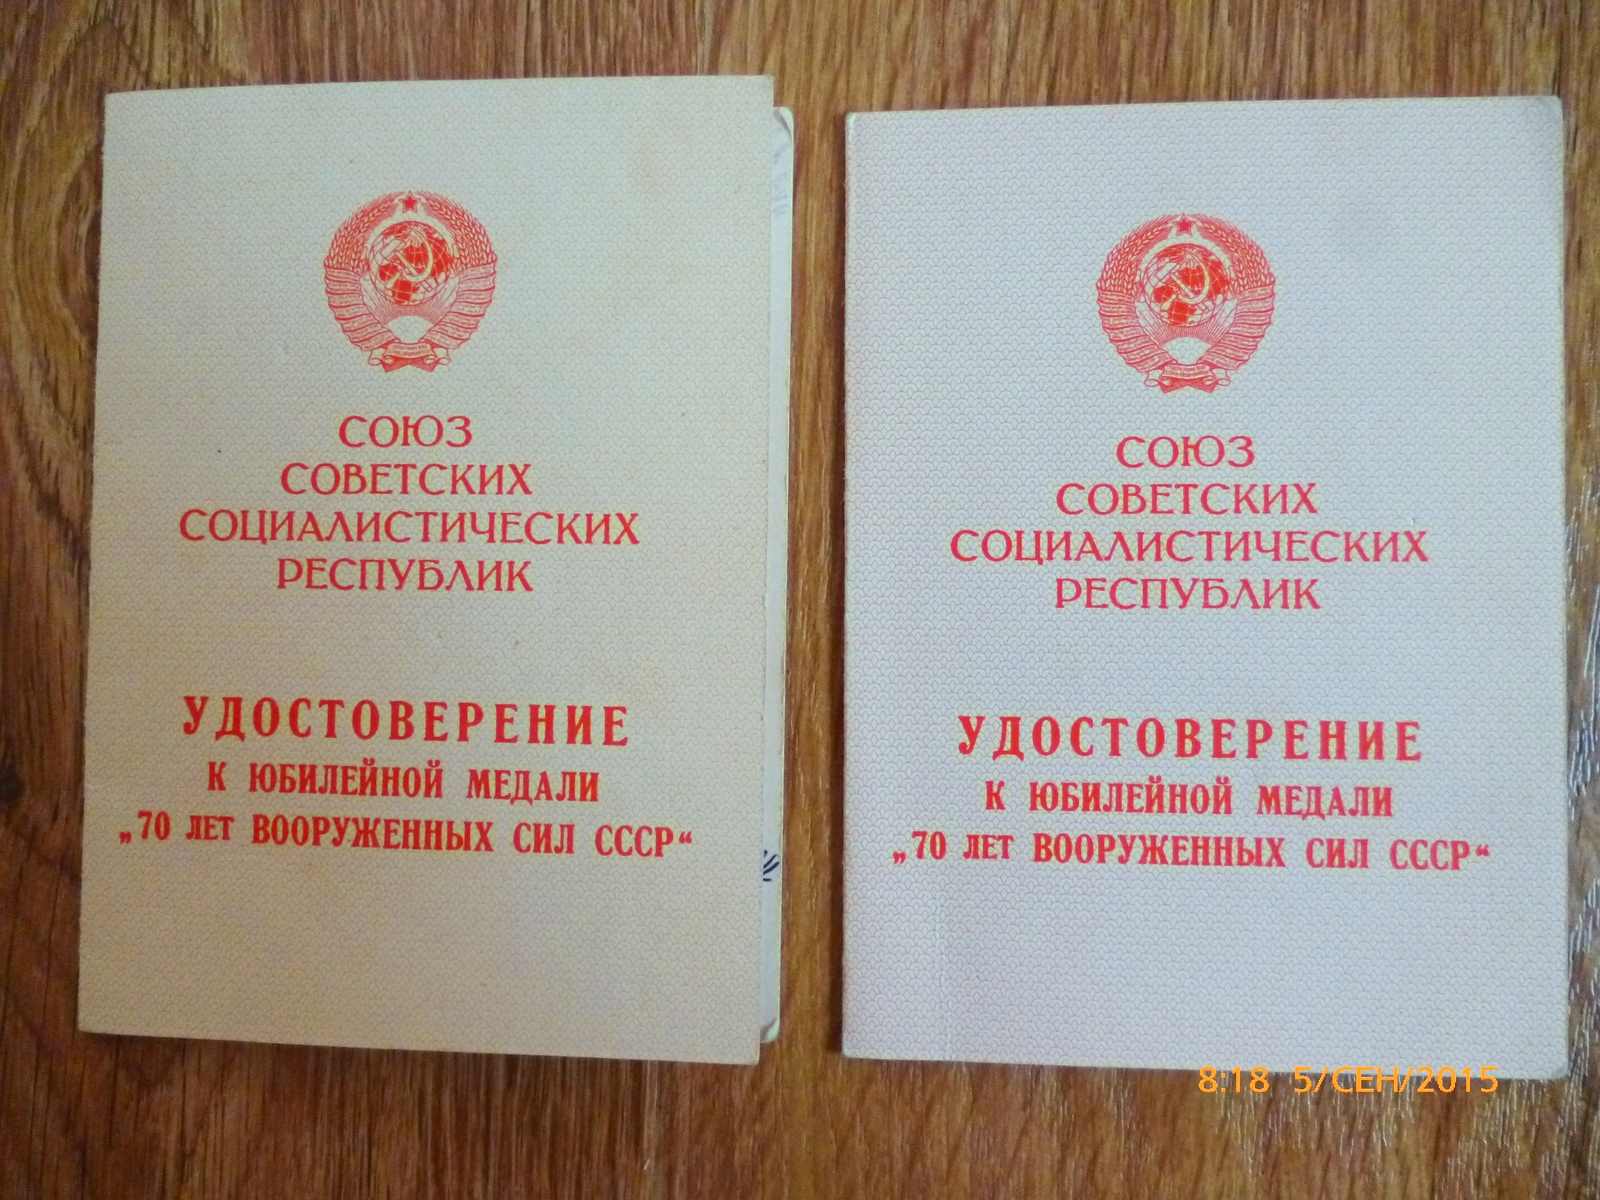 СОЮЗ
СОВЕТСКИХ
СОЦИАЛИСТИЧЕСКИХ
РЕСПУБЛИК
УДОСТОВЕРЕНИЕ
К ЮБИЛЕЙНОЙ МЕДАЛИ
„70 ЛЕТ ВООРУЖЕННЫХ СИЛ СССР“
СОЮЗ
СОВЕТСКИХ
СОЦИАЛИСТИЧЕСКИХ
РЕСПУБЛИК
УДОСТОВЕРЕНИЕ
К ЮБИЛЕЙНОЙ МЕДАЛИ
„70 ЛЕТ ВООРУЖЕННЫХ СИЛ СССР“
8:18 5/СЕН/2015